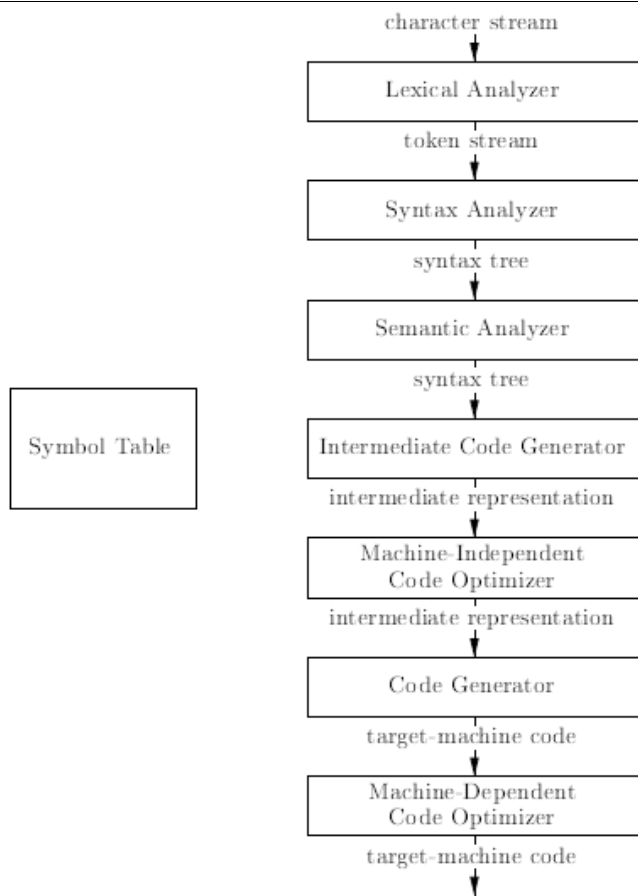 character stream
Lexical Analyzer
token stream
Syntax Analyzer
syntax tree
Semantic Analyzer
syntax tree
Symbol Table
Intermediate Code Generator
intermediate representation
Machine-Independent
Code Optimizer
intermediate representation
Code Generator
target-machine code
Machine-Dependent
Code Optimizer
target-machine code